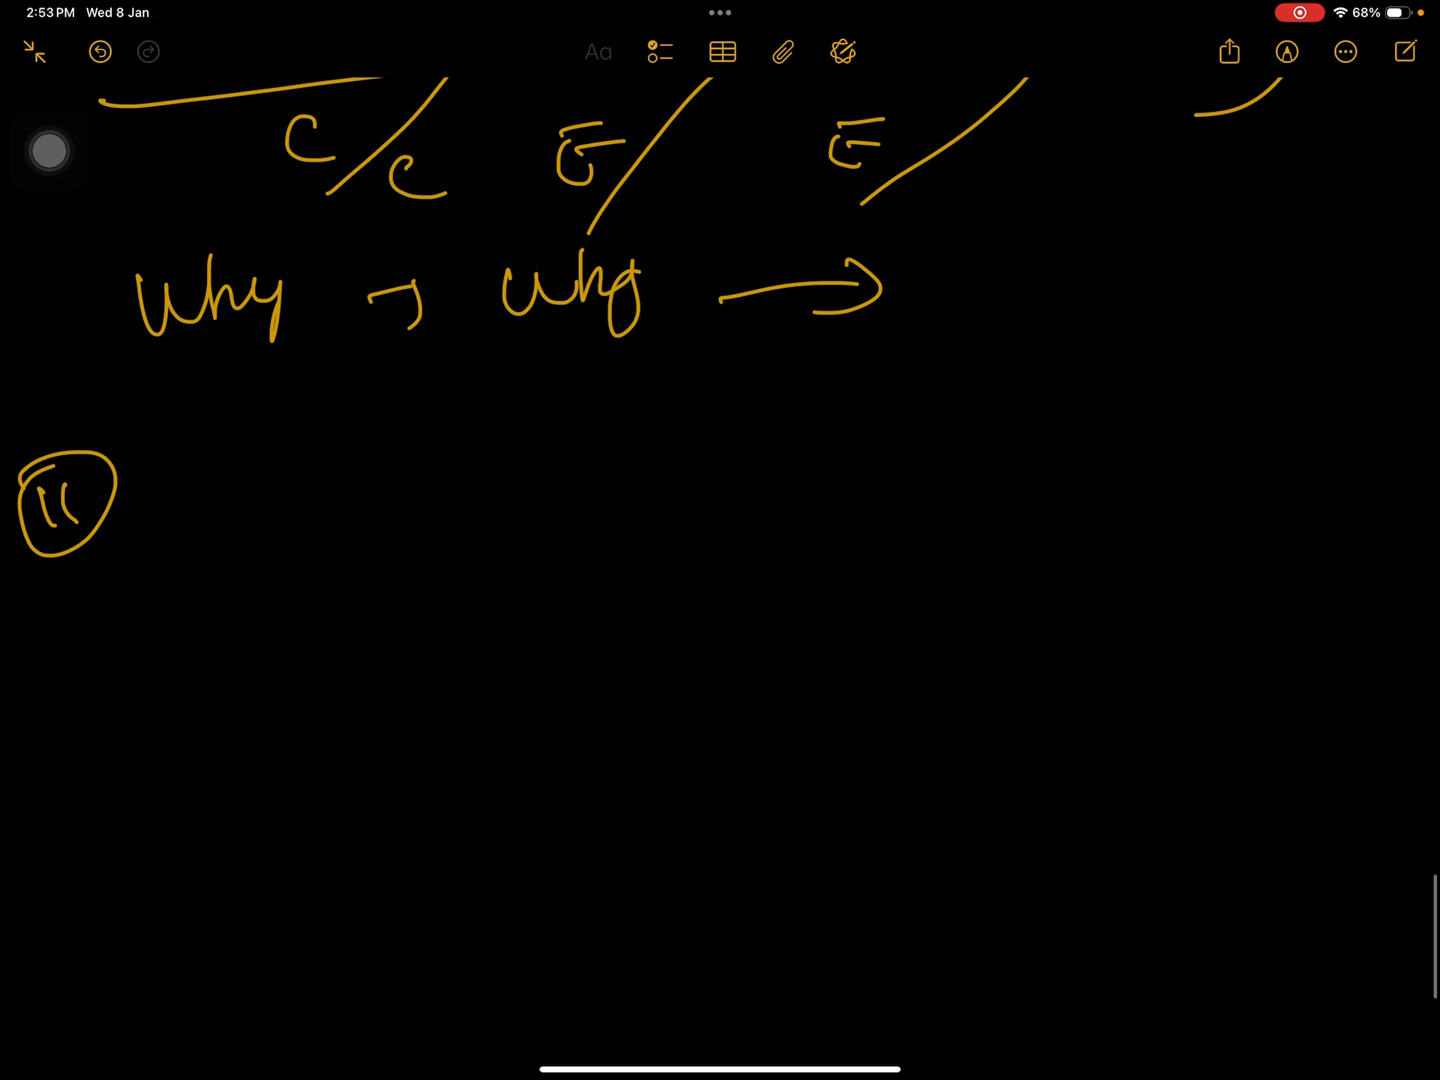 2:53 PM Wed 8 Jan 68%
Aa
C / C E / E /
Why → Why →
11